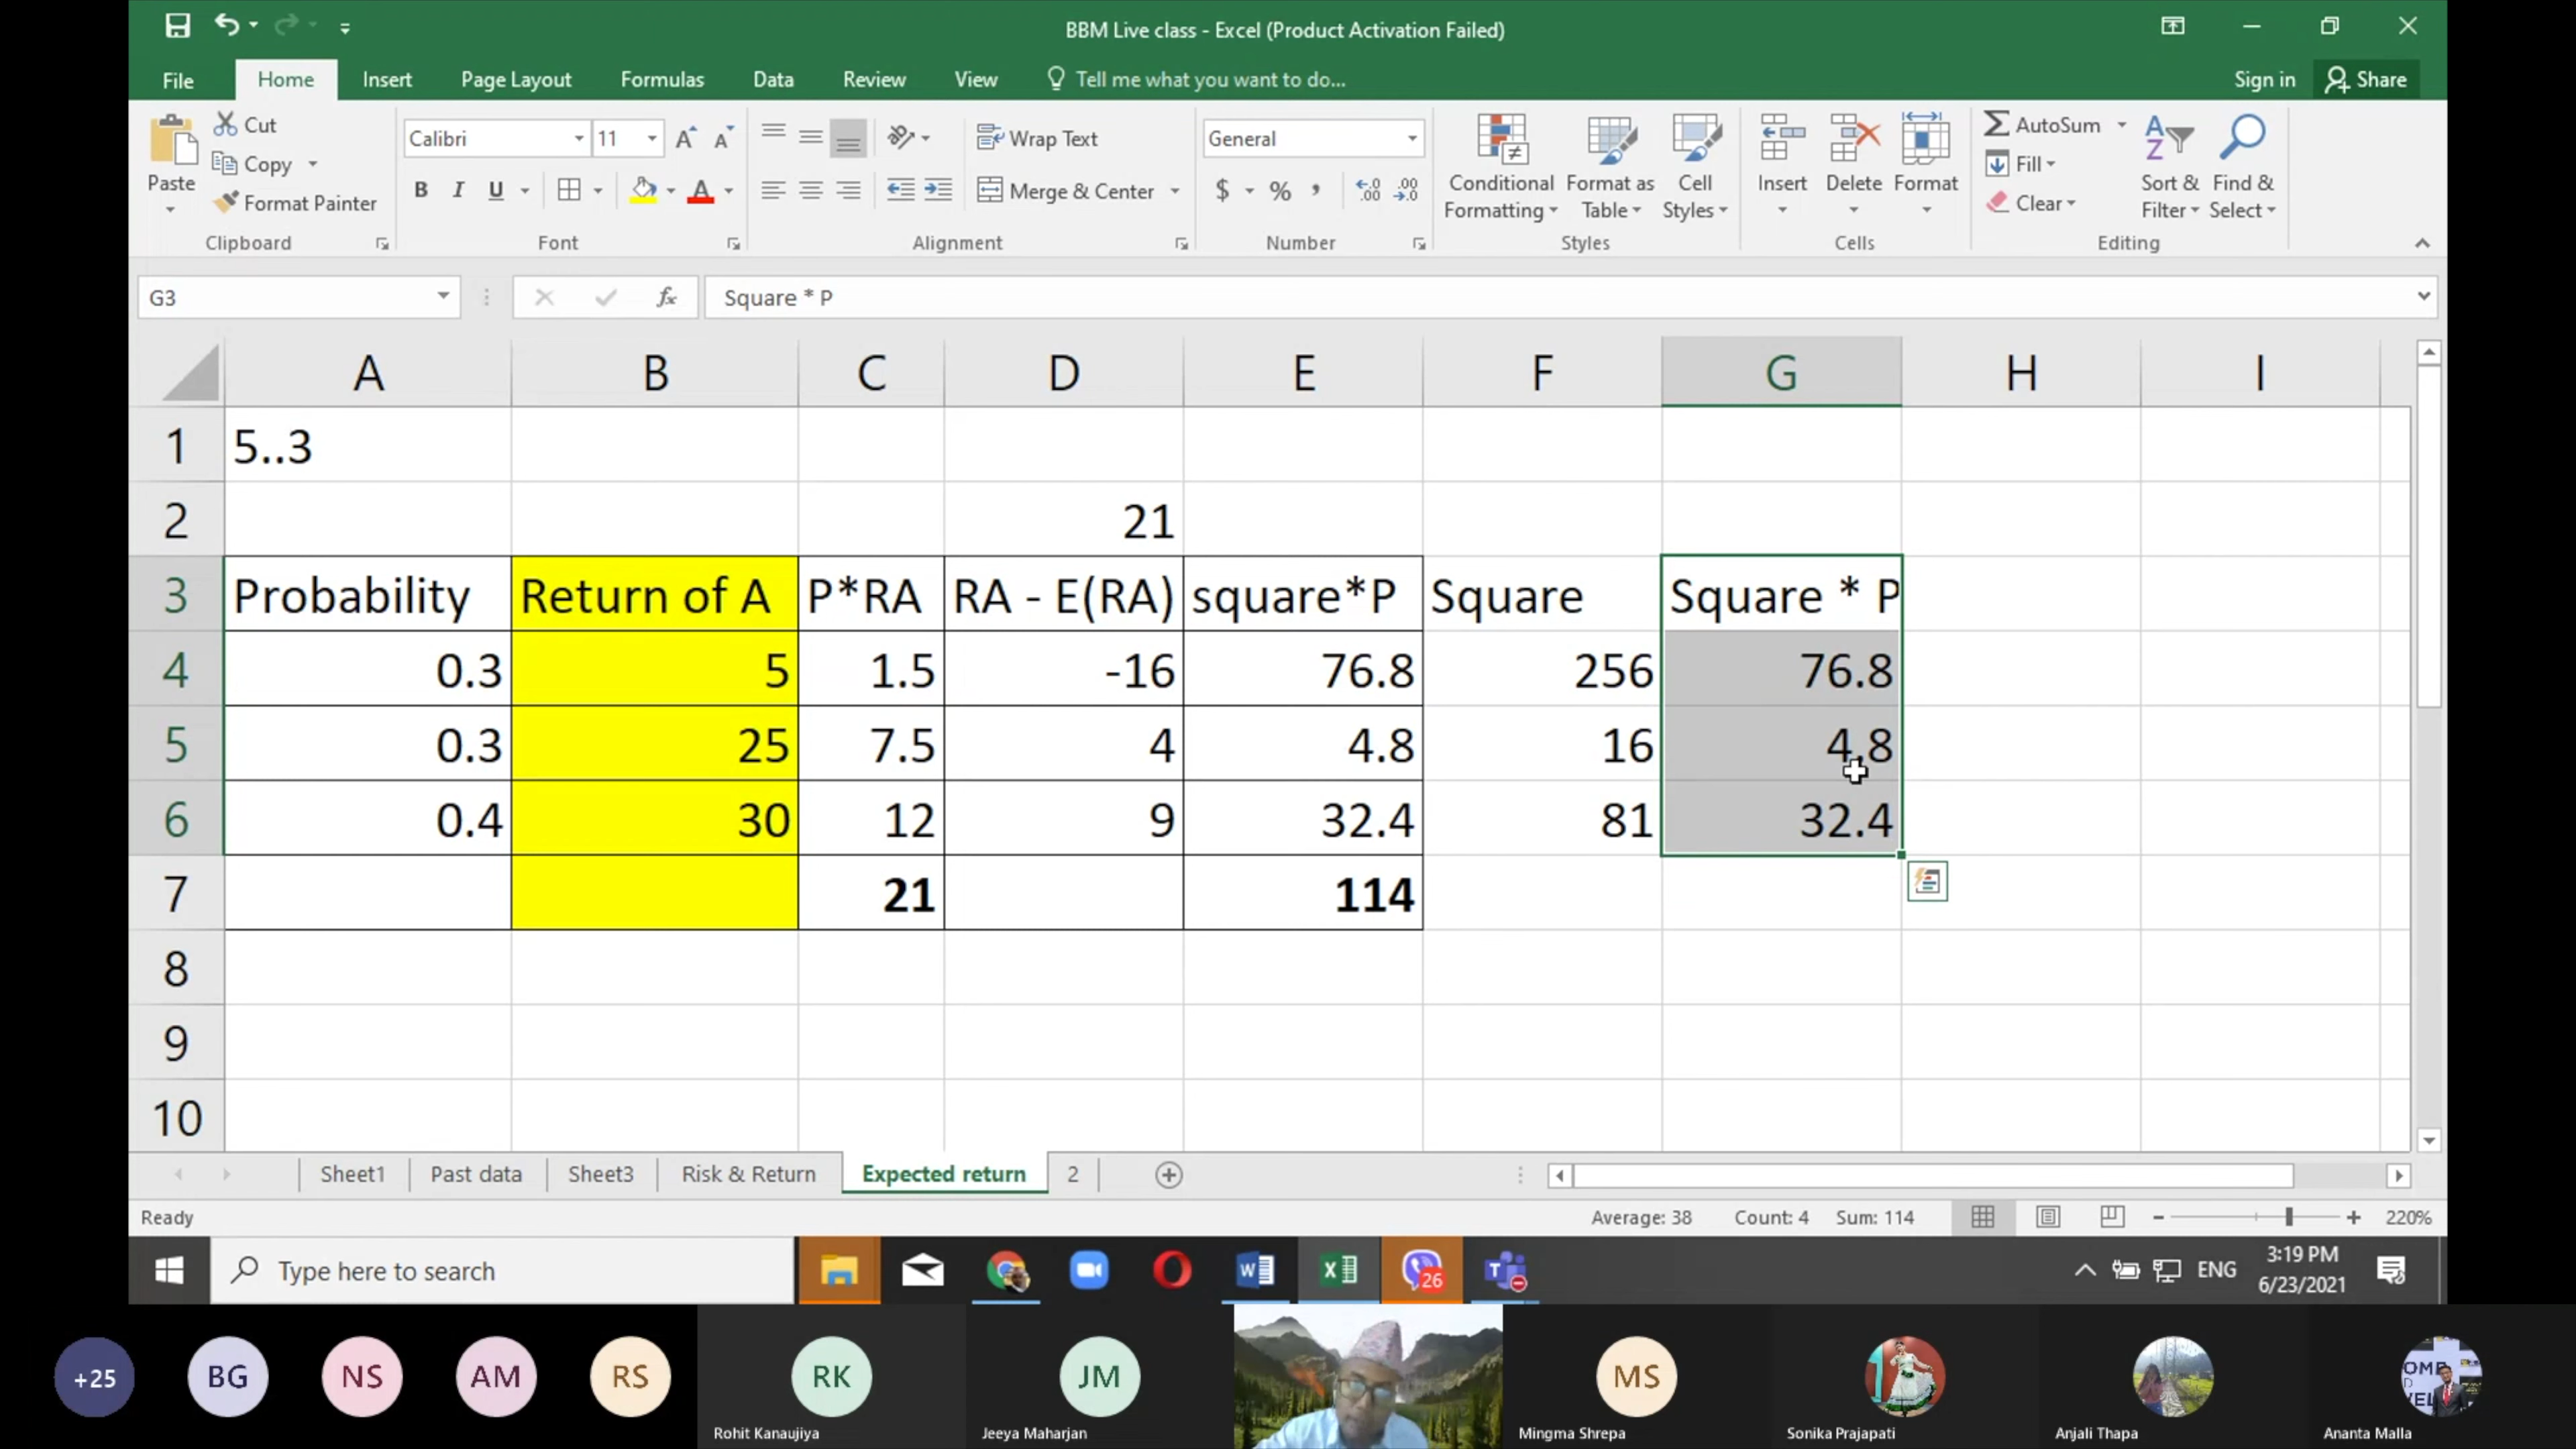 BBM Live class - Excel (Product Activation Failed)
File Home Insert Page Layout Formulas Data Review View Tell me what you want to do... Sign in Share
Paste Cut Copy Format Painter Clipboard
Calibri 11 B I U A Font
Wrap Text Merge & Center Alignment
General $ % , Number
Conditional Formatting Format as Table Cell Styles Styles
Insert Delete Format Cells
AutoSum Fill Clear Sort & Filter Find & Select Editing
G3 fx Square * P
A B C D E F G H I
1 5..3
2 21
3 Probability Return of A P*RA RA - E(RA) square*P Square Square * P
4 0.3 5 1.5 -16 76.8 256 76.8
5 0.3 25 7.5 4 4.8 16 4.8
6 0.4 30 12 9 32.4 81 32.4
7 21 114
8
9
10
Sheet1 Past data Sheet3 Risk & Return Expected return 2
Ready Average: 38 Count: 4 Sum: 114 220%
Type here to search 26 ENG 3:19 PM
6/23/2021
+25 BG NS AM RS RK JM MS
Rohit Kanaujiya Jeeya Maharjan Mingma Shrepa Sonika Prajapati Anjali Thapa Ananta Malla